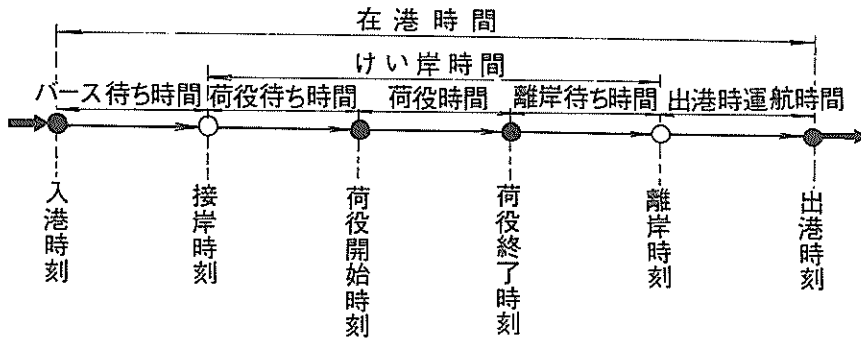 在港時間
けい岸時間
バース待ち時間
荷役待ち時間
荷役時間
離岸待ち時間
出港時運航時間
入港時刻
接岸時刻
荷役開始時刻
荷役終了時刻
離岸時刻
出港時刻